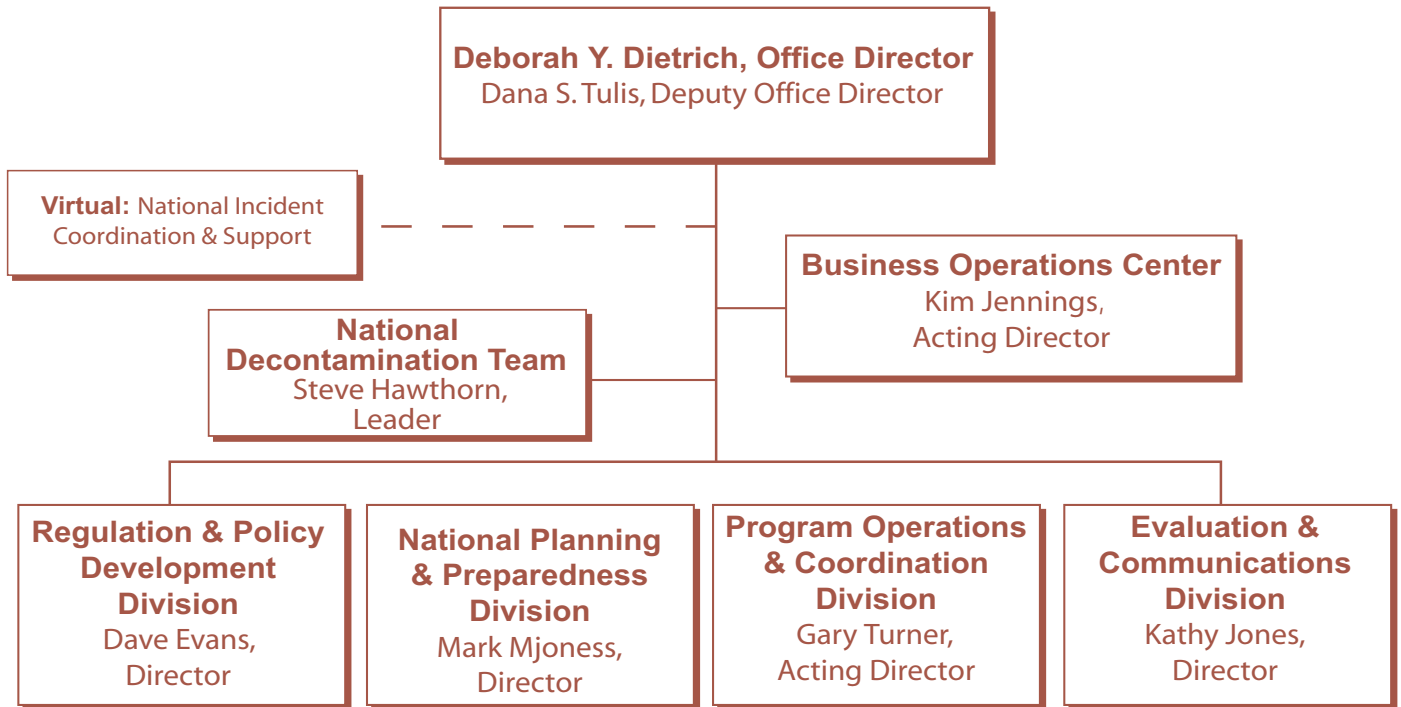 Deborah Y. Dietrich, Office Director
Dana S. Tulis, Deputy Office Director
Virtual: National Incident
Coordination & Support
Business Operations Center
Kim Jennings,
Acting Director
National
Decontamination Team
Steve Hawthorn,
Leader
Regulation & Policy
Development
Division
Dave Evans,
Director
National Planning
& Preparedness
Division
Mark Mjoness,
Director
Program Operations
& Coordination
Division
Gary Turner,
Acting Director
Evaluation &
Communications
Division
Kathy Jones,
Director